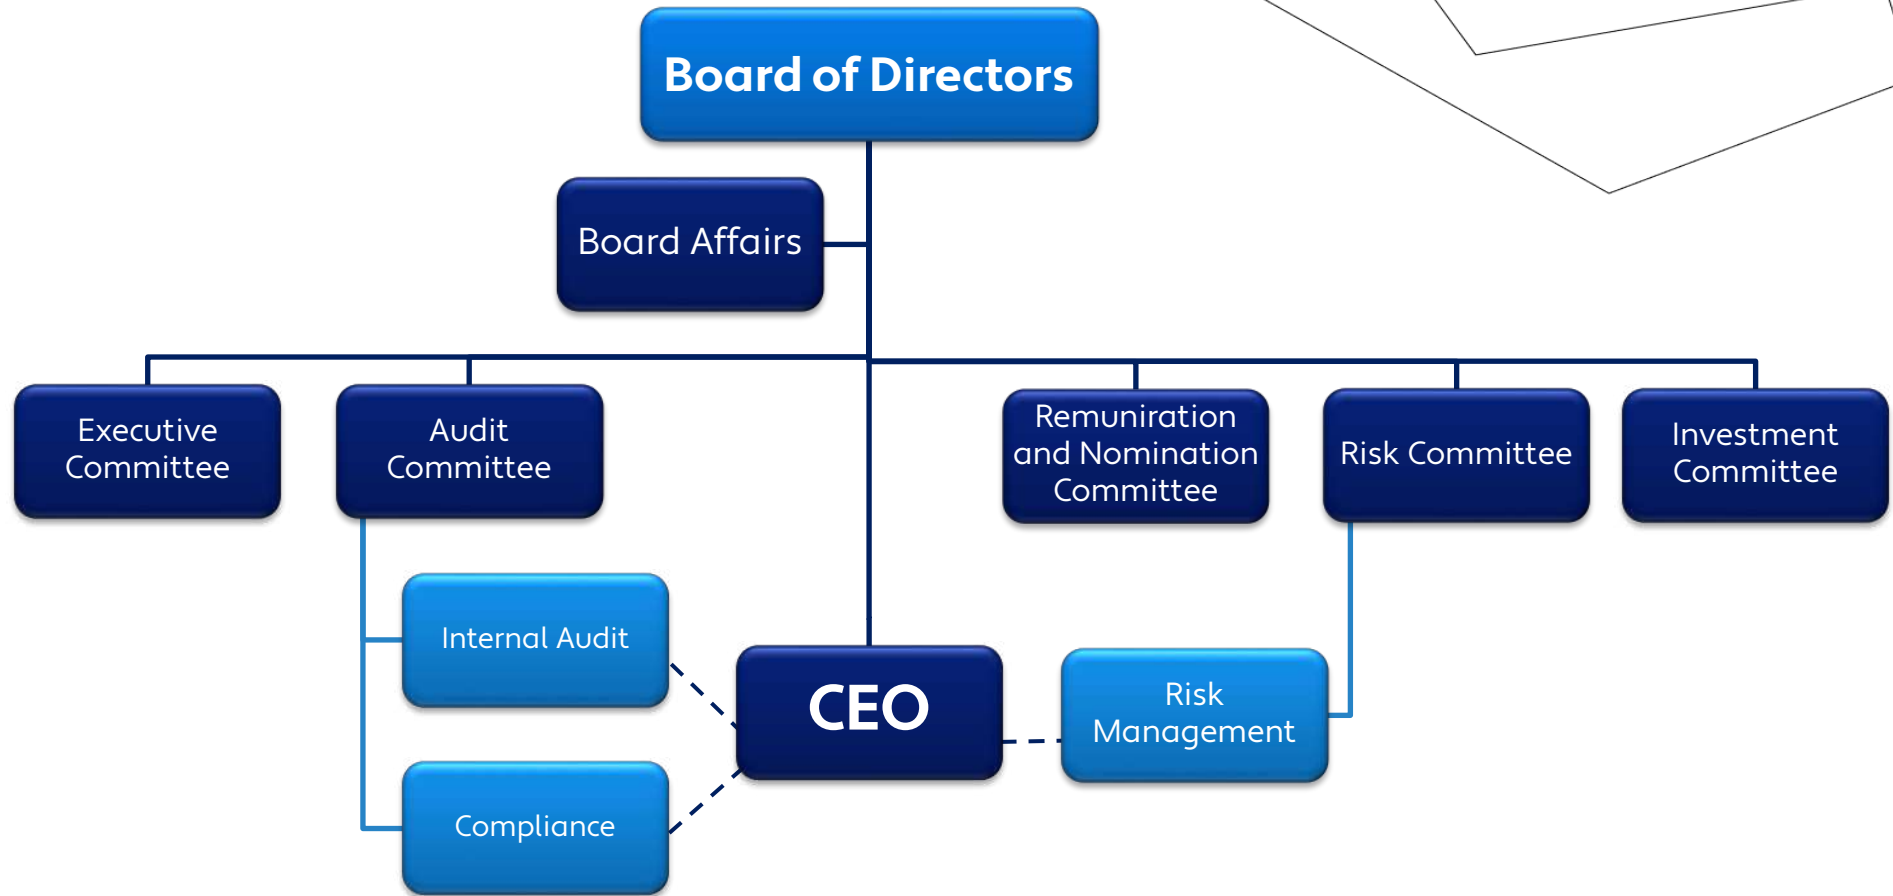 Board of Directors
Board Affairs
Executive
Committee
Audit
Committee
Remuniration
and Nomination
Committee
Risk Committee
Investment
Committee
Internal Audit
CEO
Risk
Management
Compliance